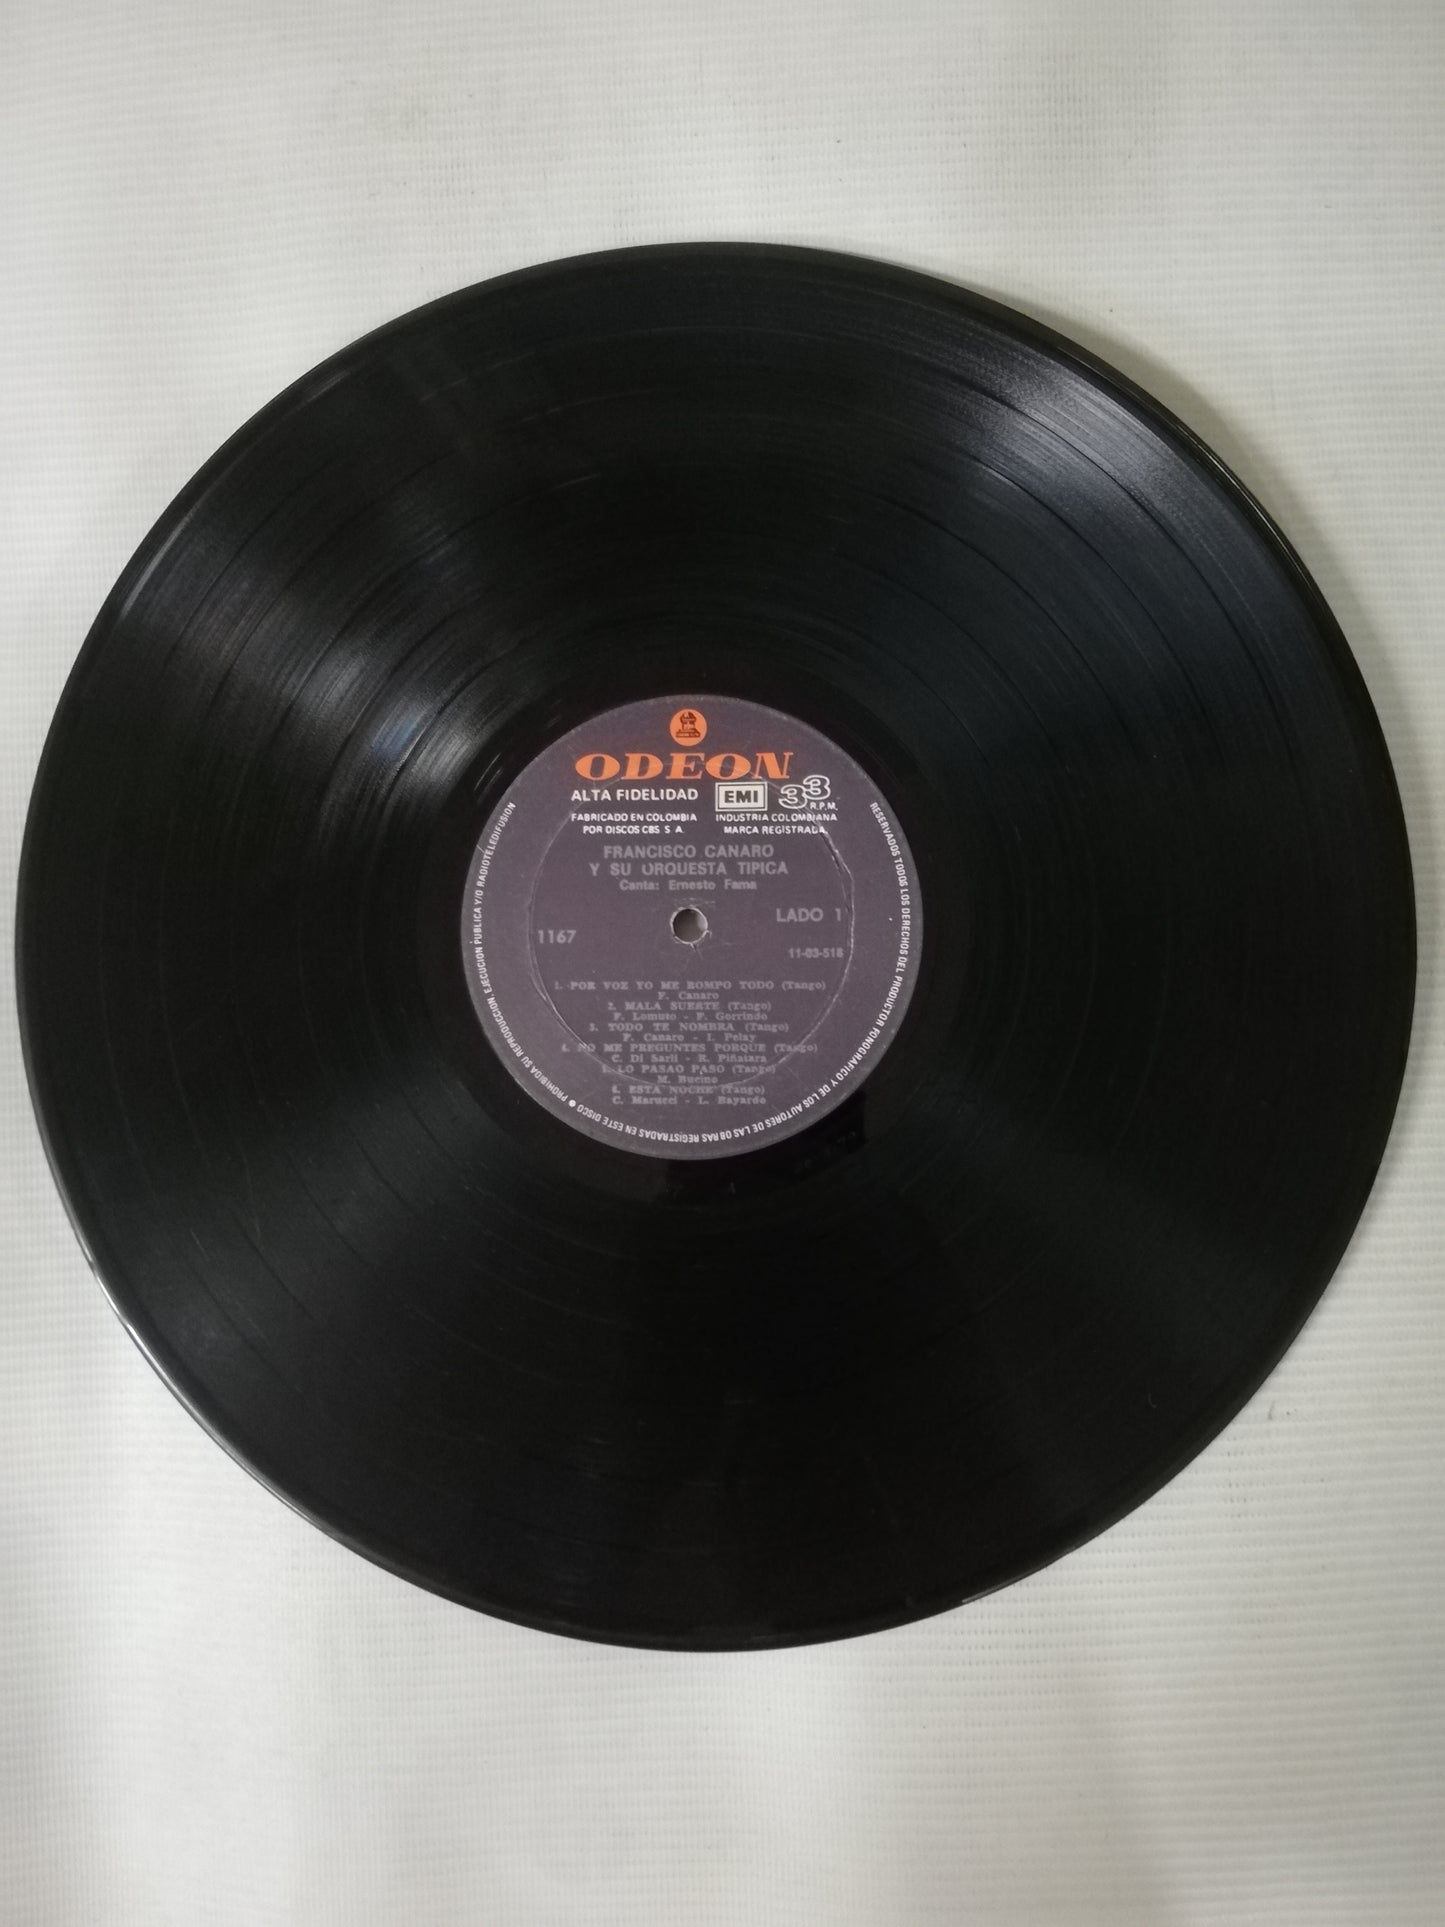 ODEON
ALTA FIDELIDAD EMI 33 R.P.M.
FABRICADO EN COLOMBIA INDUSTRIA COLOMBIANA
POR DISCOS CBS S A. MARCA REGISTRADA
FRANCISCO CANARO
Y SU ORQUESTA TIPICA
Canta: Ernesto Fama
LADO 1
1167
11-03-518
1. POR VOZ YO ME ROMPO TODO (Tango)
F. Canaro
2. MALA SUERTE (Tango)
F. Lomuto - F. Gorrindo
3. TODO TE NOMBRA (Tango)
F. Canaro - I. Pelay
4. NO ME PREGUNTES PORQUE (Tango)
C. Di Sarli - R. Piñatara
5. LO PASAO PASO (Tango)
M. Bucino
6. ESTA NOCHE (Tango)
C. Marucci - L. Bayardo
RESERVADOS TODOS LOS DERECHOS DEL PRODUCTOR FONOGRAFICO Y DE LOS AUTORES DE LAS OBRAS REGISTRADAS EN ESTE DISCO ● PROHIBIDA SU REPRODUCCION, EJECUCION PUBLICA Y/O RADIOTELEDIFUSION